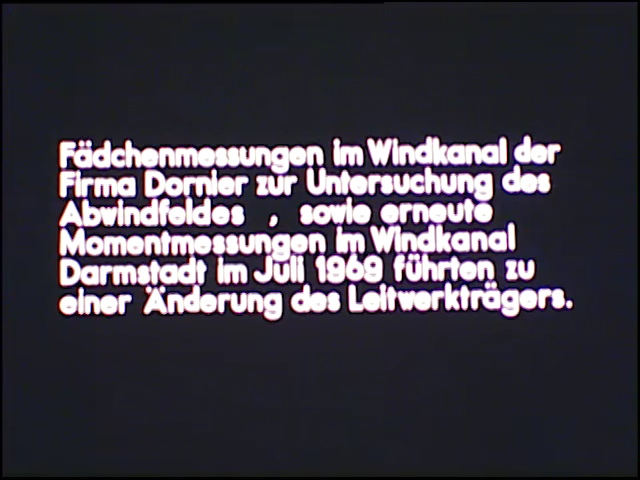 Fädchenmessungen im Windkanal der
Firma Dornier zur Untersuchung des
Abwindfeldes , sowie erneute
Momentmessungen im Windkanal
Darmstadt im Juli 1969 führten zu
einer Änderung des Leitwerkträgers.